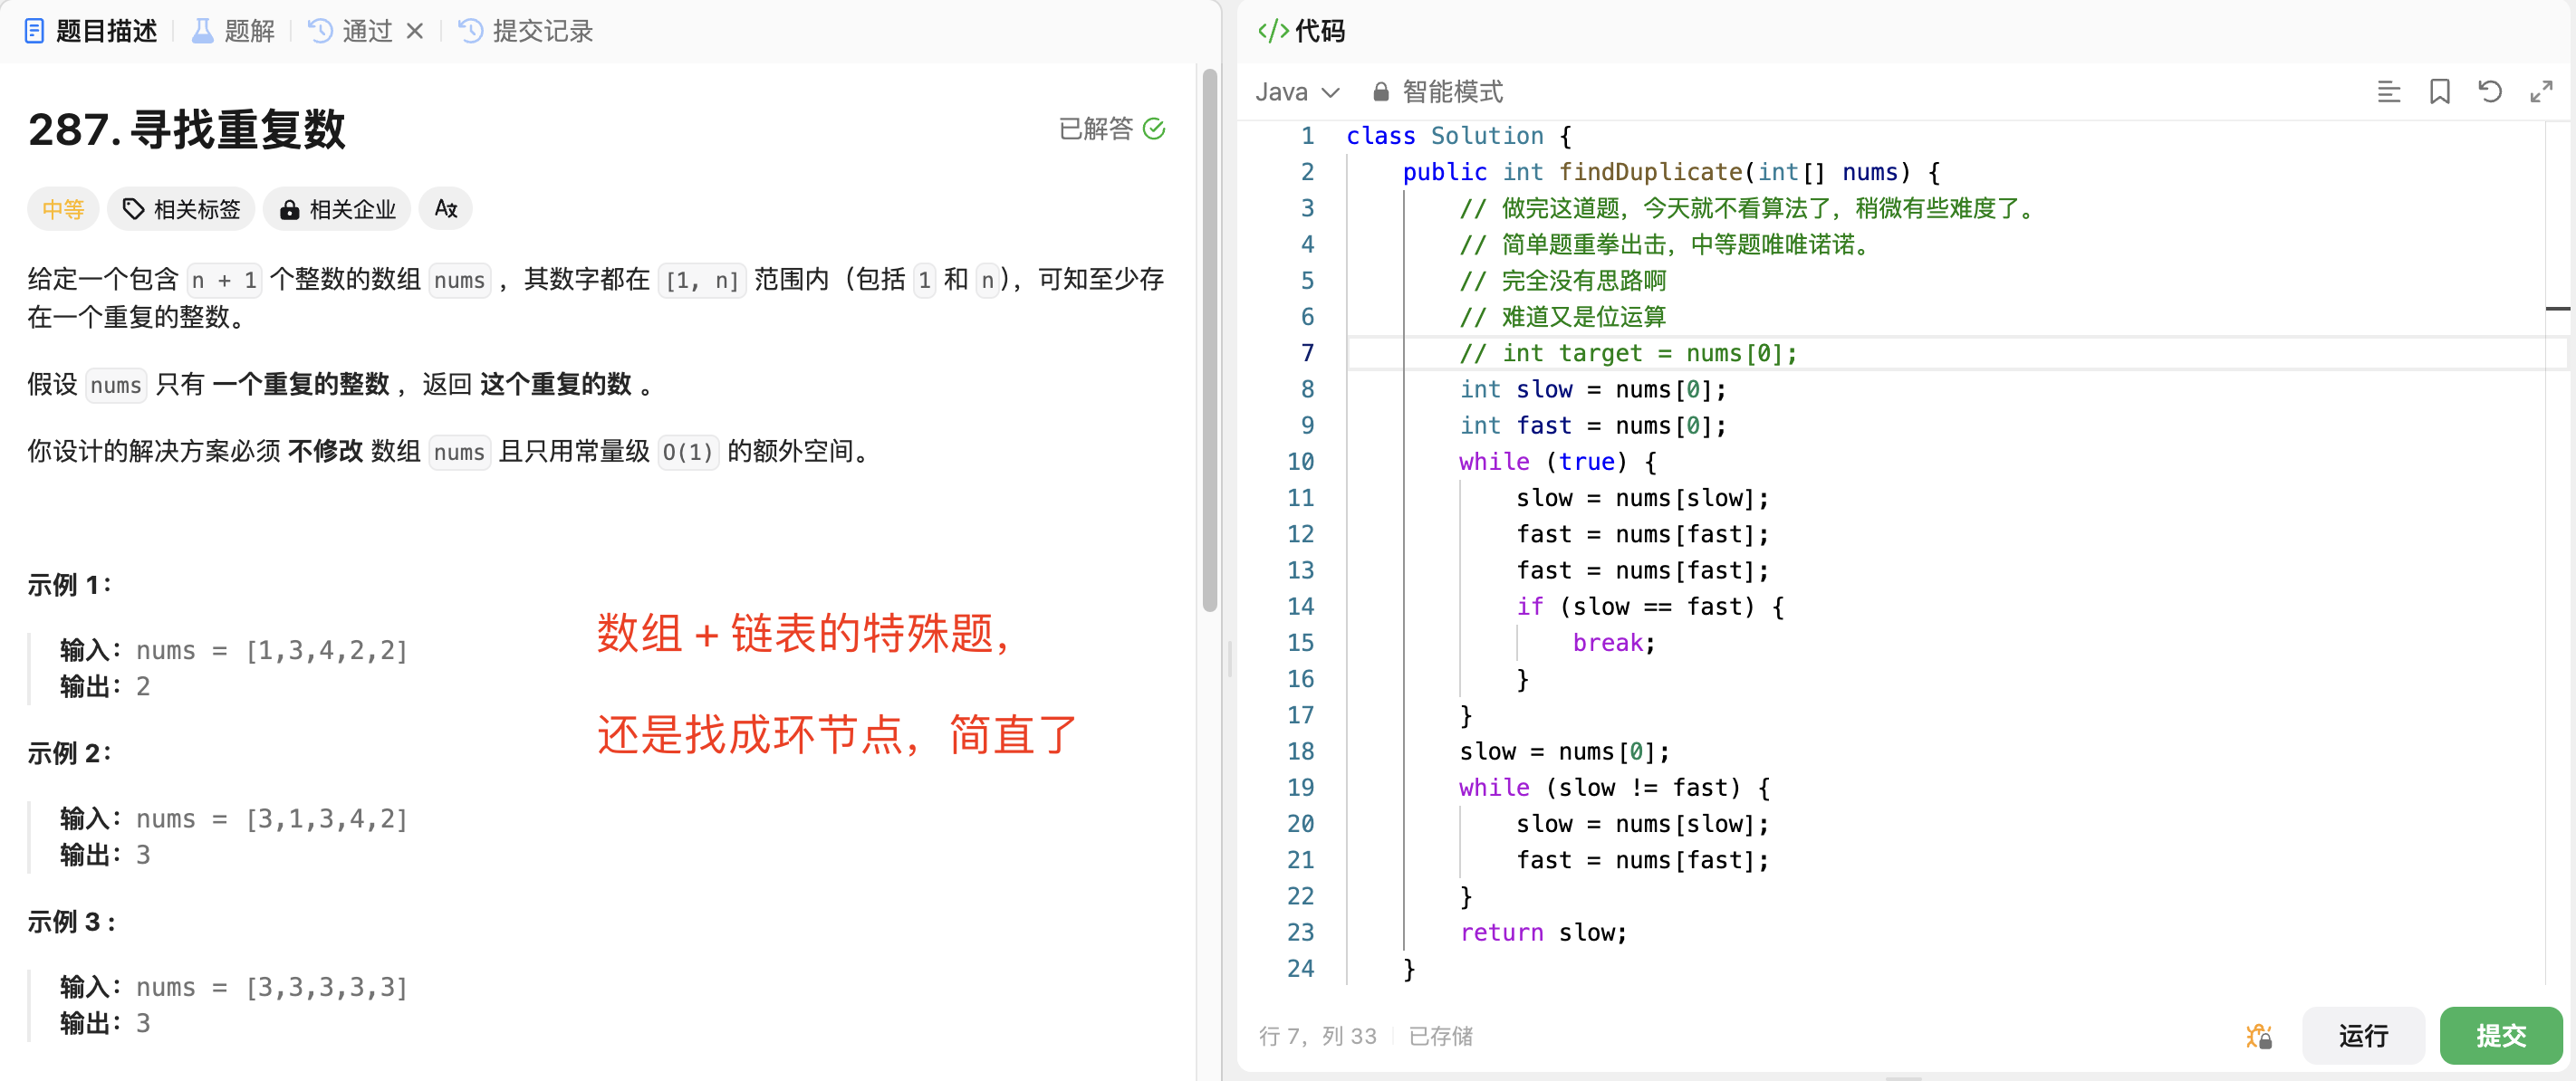 题目描述 题解 通过 提交记录
287. 寻找重复数
已解答
中等 相关标签 相关企业
给定一个包含 n + 1 个整数的数组 nums ，其数字都在 [1, n] 范围内（包括 1 和 n），可知至少存
在一个重复的整数。
假设 nums 只有 一个重复的整数 ，返回 这个重复的数 。
你设计的解决方案必须 不修改 数组 nums 且只用常量级 O(1) 的额外空间。
示例 1：
输入：nums = [1,3,4,2,2]
输出：2
示例 2：
输入：nums = [3,1,3,4,2]
输出：3
示例 3 :
输入：nums = [3,3,3,3,3]
输出：3
数组 + 链表的特殊题，
还是找成环节点，简直了
</> 代码
Java 智能模式
1 class Solution {
2 public int findDuplicate(int[] nums) {
3 // 做完这道题，今天就不看算法了，稍微有些难度了。
4 // 简单题重拳出击，中等题唯唯诺诺。
5 // 完全没有思路啊
6 // 难道又是位运算
7 // int target = nums[0];
8 int slow = nums[0];
9 int fast = nums[0];
10 while (true) {
11 slow = nums[slow];
12 fast = nums[fast];
13 fast = nums[fast];
14 if (slow == fast) {
15 break;
16 }
17 }
18 slow = nums[0];
19 while (slow != fast) {
20 slow = nums[slow];
21 fast = nums[fast];
22 }
23 return slow;
24 }
行 7，列 33 已存储
运行 提交